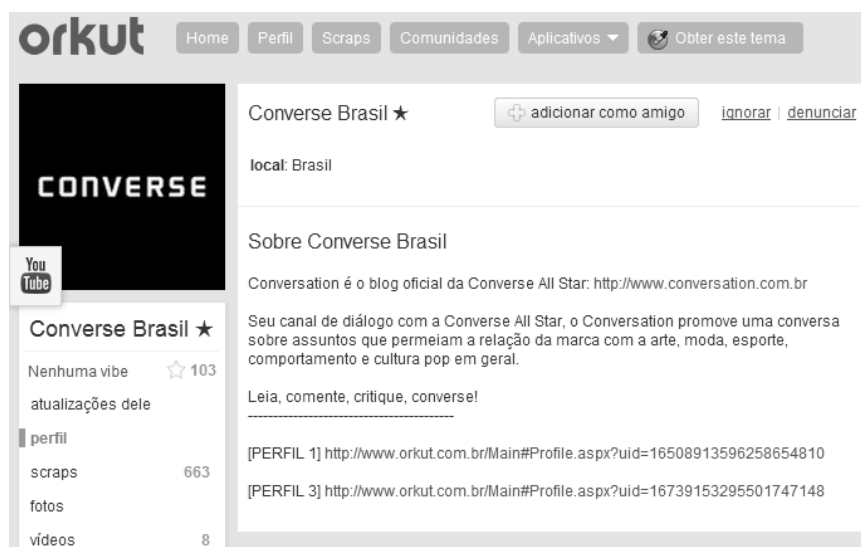 orkut
Home Perfil Scraps Comunidades Aplicativos Obter este tema
CONVERSE
You Tube
Converse Brasil ★
Nenhuma vibe 103
atualizações dele
perfil
scraps 663
fotos
vídeos 8
Converse Brasil ★ adicionar como amigo ignorar | denunciar
local: Brasil
Sobre Converse Brasil
Conversation é o blog oficial da Converse All Star: http://www.conversation.com.br
Seu canal de diálogo com a Converse All Star, o Conversation promove uma conversa
sobre assuntos que permeiam a relação da marca com a arte, moda, esporte,
comportamento e cultura pop em geral.
Leia, comente, critique, converse!
-----------------------------------------
[PERFIL 1] http://www.orkut.com.br/Main#Profile.aspx?uid=16508913596258654810
[PERFIL 3] http://www.orkut.com.br/Main#Profile.aspx?uid=16739153295501747148